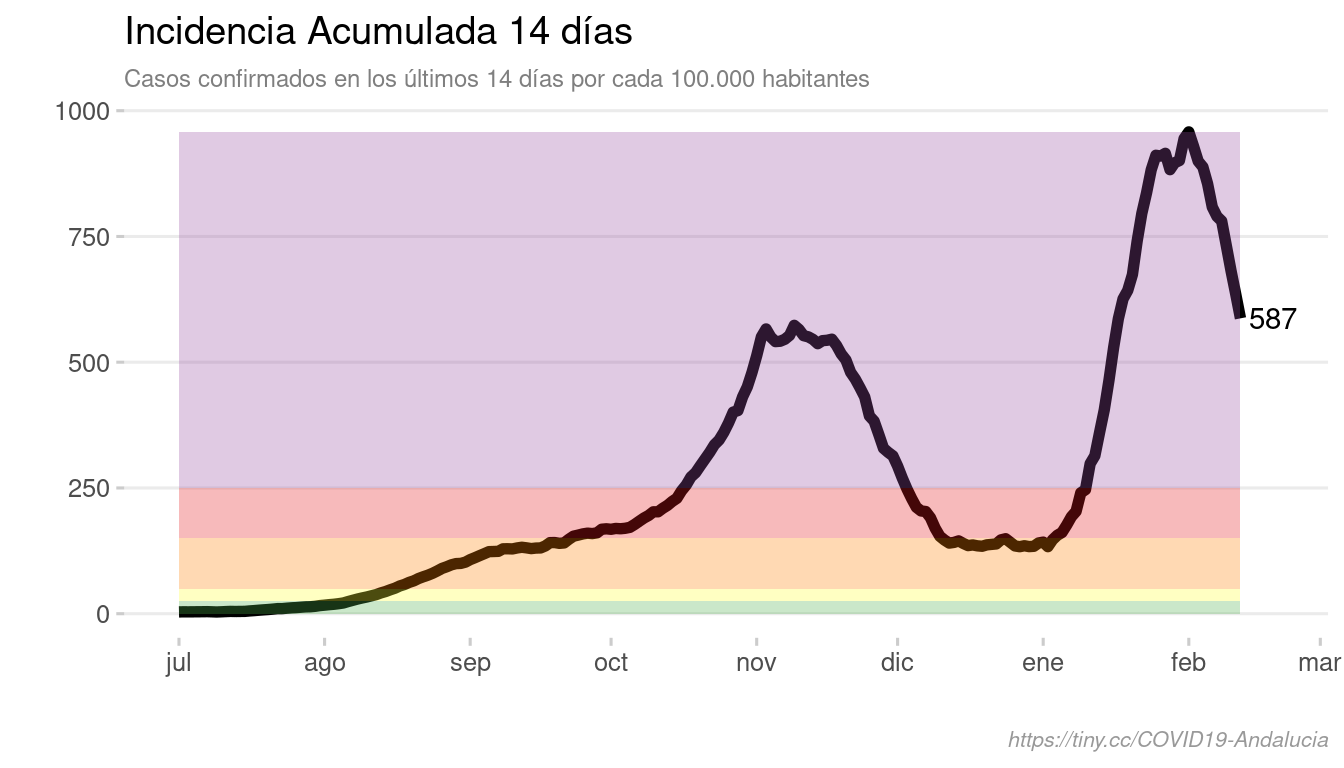 Incidencia Acumulada 14 días
Casos confirmados en los últimos 14 días por cada 100.000 habitantes
1000
750
500
250
0
587
jul ago sep oct nov dic ene feb mar
https://tiny.cc/COVID19-Andalucia